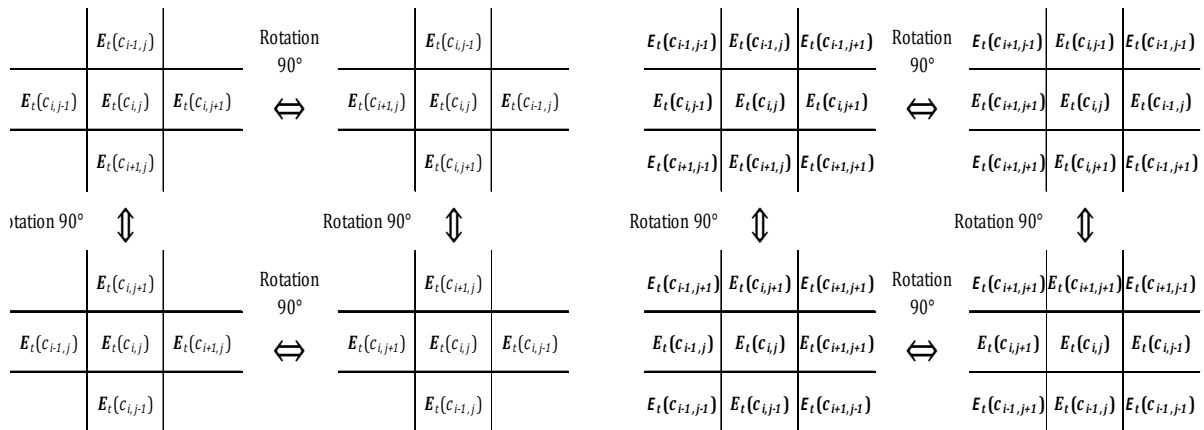 E_t(c_{i-1,j}) Rotation E_t(c_{i,j-1}) E_t(c_{i-1,j-1}) E_t(c_{i-1,j}) E_t(c_{i-1,j+1}) Rotation E_t(c_{i+1,j-1}) E_t(c_{i,j-1}) E_t(c_{i-1,j-1})
90° 90°
E_t(c_{i,j-1}) E_t(c_{i,j}) E_t(c_{i,j+1}) ⇔ E_t(c_{i+1,j}) E_t(c_{i,j}) E_t(c_{i-1,j}) E_t(c_{i,j-1}) E_t(c_{i,j}) E_t(c_{i,j+1}) ⇔ E_t(c_{i+1,j+1}) E_t(c_{i,j}) E_t(c_{i-1,j})
E_t(c_{i+1,j}) E_t(c_{i,j+1}) E_t(c_{i+1,j-1}) E_t(c_{i+1,j}) E_t(c_{i+1,j+1}) E_t(c_{i+1,j+1}) E_t(c_{i,j+1}) E_t(c_{i-1,j+1})
otation 90° ⇕ Rotation 90° ⇕ Rotation 90° ⇕ Rotation 90° ⇕
E_t(c_{i,j+1}) Rotation E_t(c_{i+1,j}) E_t(c_{i-1,j+1}) E_t(c_{i,j+1}) E_t(c_{i+1,j+1}) Rotation E_t(c_{i+1,j+1}) E_t(c_{i+1,j+1}) E_t(c_{i+1,j-1})
90° 90°
E_t(c_{i-1,j}) E_t(c_{i,j}) E_t(c_{i+1,j}) ⇔ E_t(c_{i,j+1}) E_t(c_{i,j}) E_t(c_{i,j-1}) E_t(c_{i-1,j}) E_t(c_{i,j}) E_t(c_{i+1,j+1}) ⇔ E_t(c_{i,j+1}) E_t(c_{i,j}) E_t(c_{i,j-1})
E_t(c_{i,j-1}) E_t(c_{i-1,j}) E_t(c_{i-1,j-1}) E_t(c_{i,j-1}) E_t(c_{i+1,j-1}) E_t(c_{i-1,j+1}) E_t(c_{i-1,j}) E_t(c_{i-1,j-1})